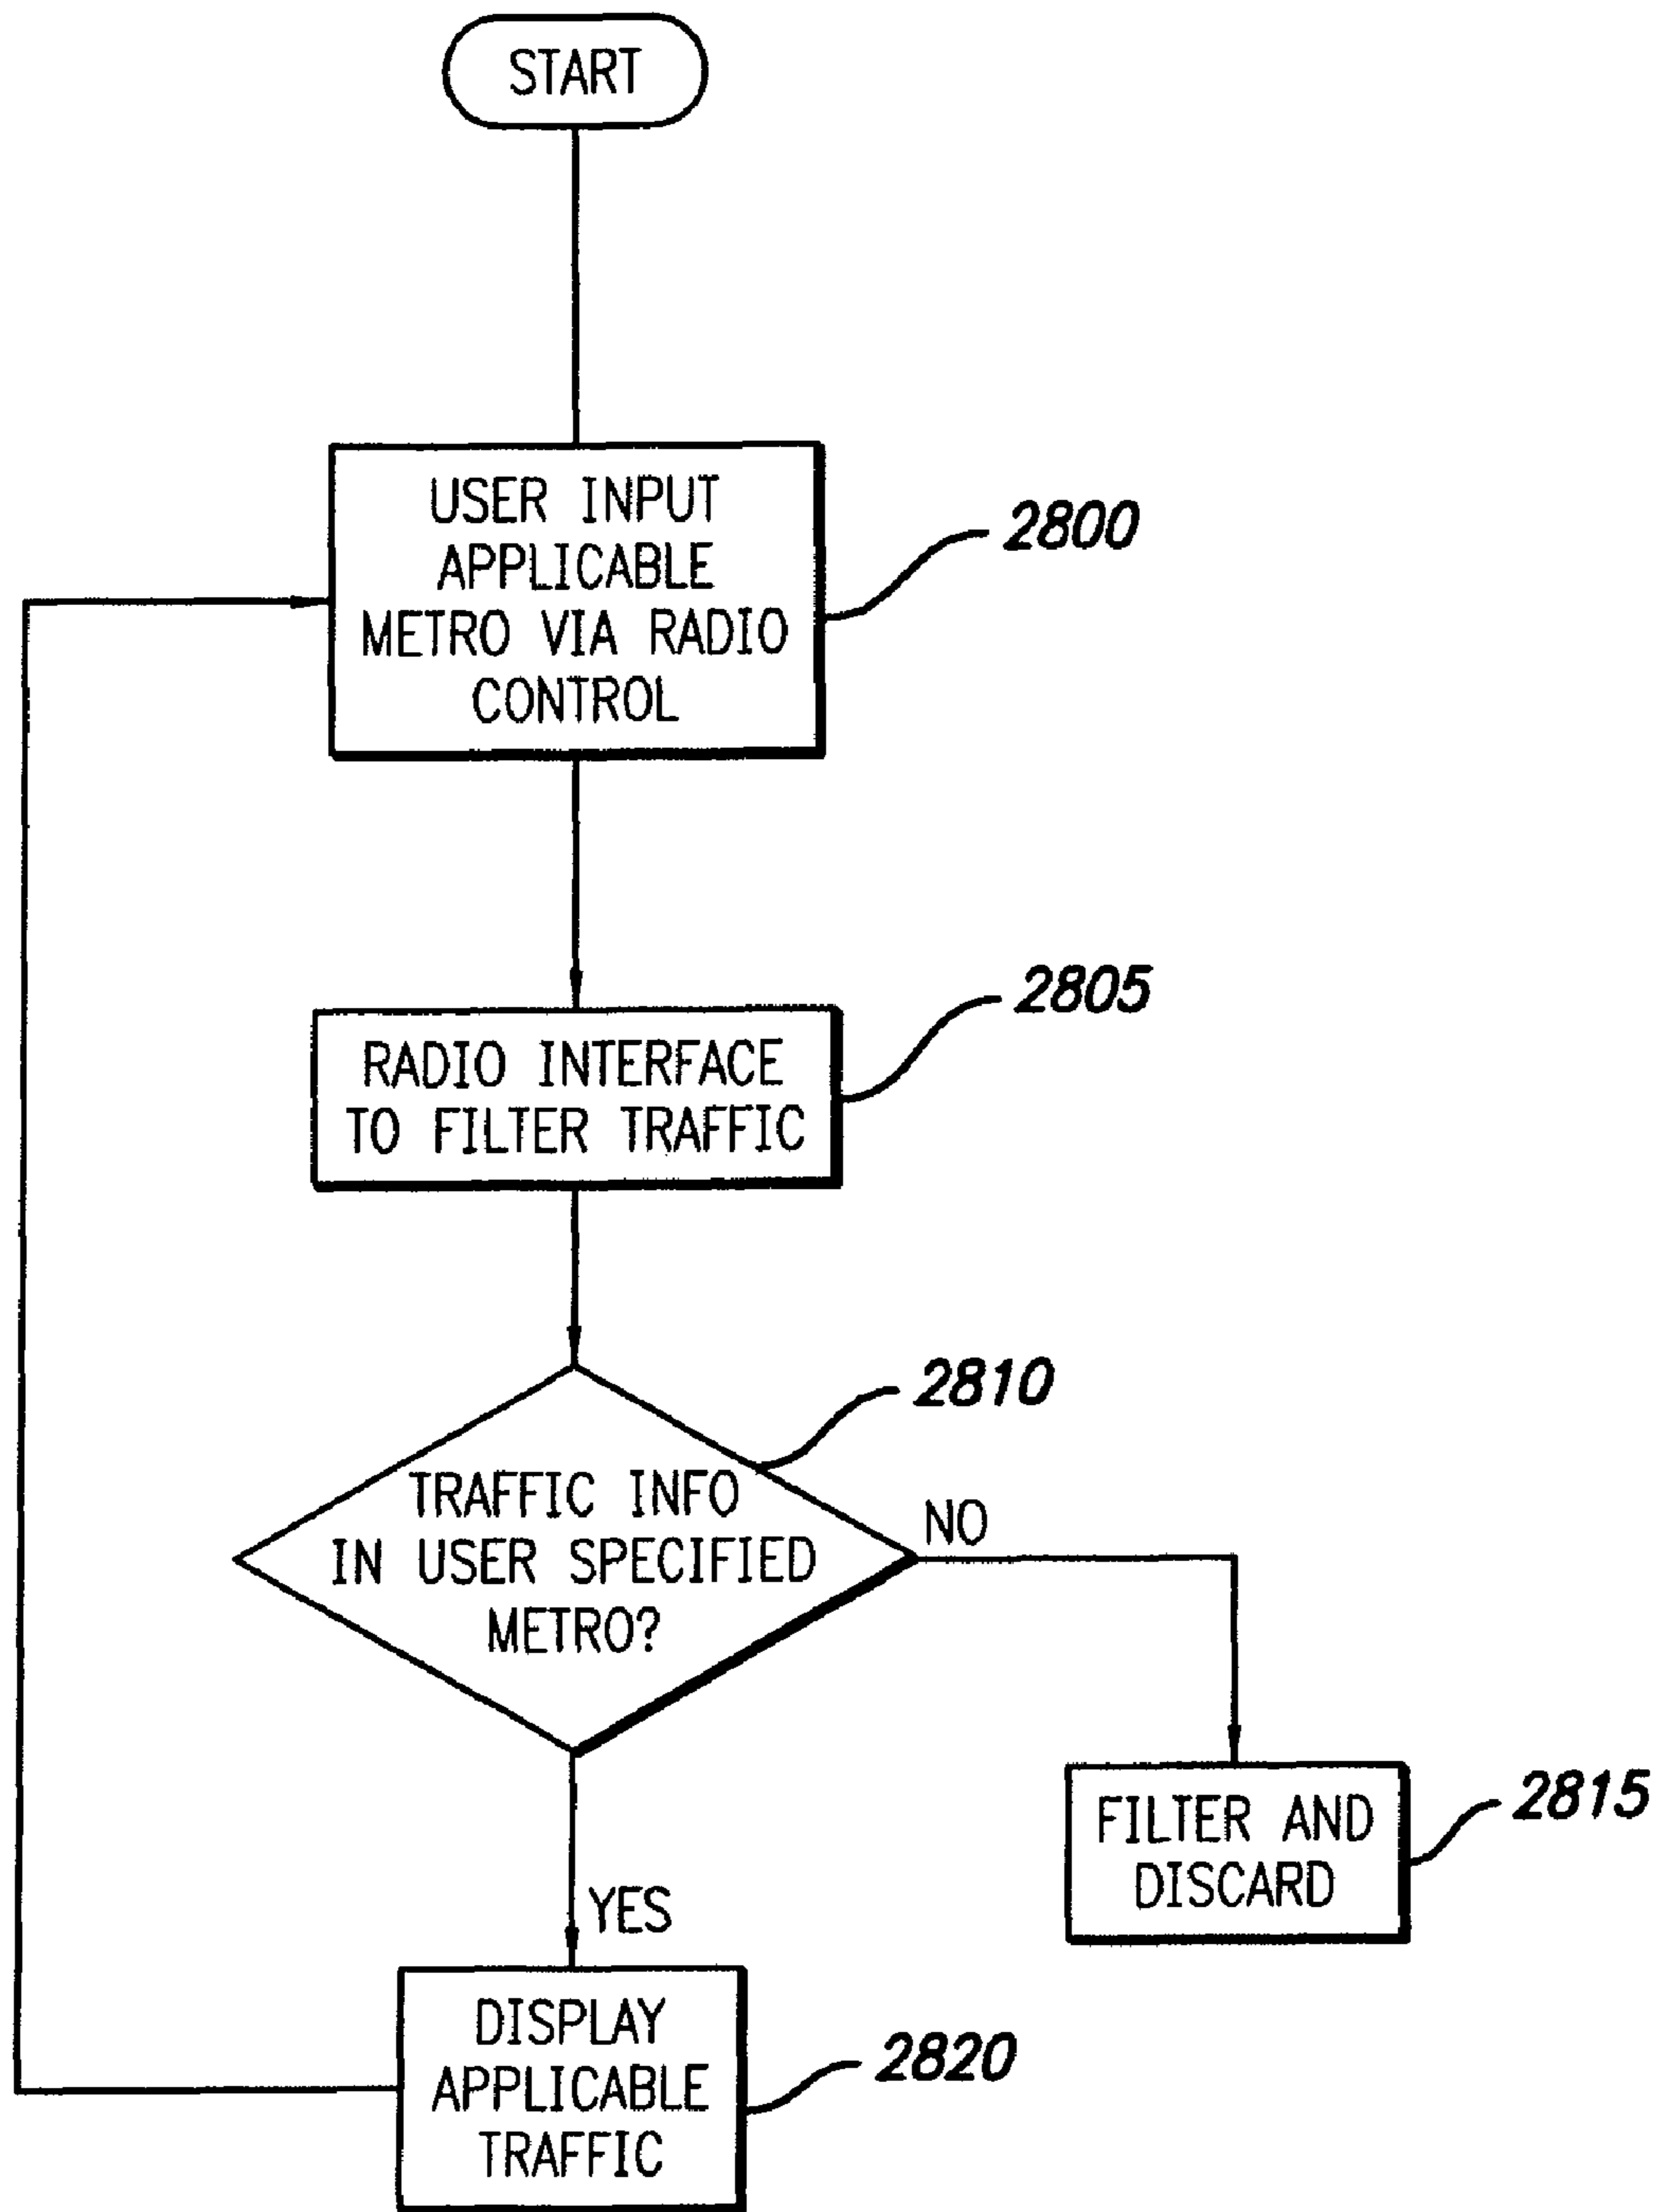 START
USER INPUT
APPLICABLE
METRO VIA RADIO
CONTROL
2800
RADIO INTERFACE
TO FILTER TRAFFIC
2805
TRAFFIC INFO
IN USER SPECIFIED
METRO?
2810
NO
FILTER AND
DISCARD
2815
YES
DISPLAY
APPLICABLE
TRAFFIC
2820